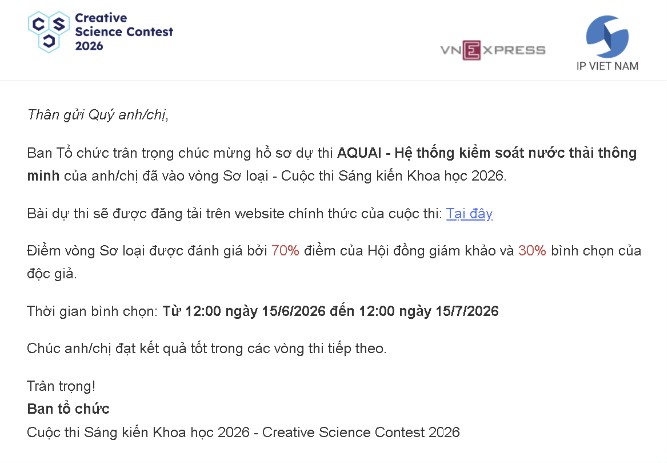 CSC
Creative
Science Contest
2026
VNEXPRESS
IP VIET NAM
Thân gửi Quý anh/chị,
Ban Tổ chức trân trọng chúc mừng hồ sơ dự thi AQUAI - Hệ thống kiểm soát nước thải thông
minh của anh/chị đã vào vòng Sơ loại - Cuộc thi Sáng kiến Khoa học 2026.
Bài dự thi sẽ được đăng tải trên website chính thức của cuộc thi: Tại đây
Điểm vòng Sơ loại được đánh giá bởi 70% điểm của Hội đồng giám khảo và 30% bình chọn của
độc giả.
Thời gian bình chọn: Từ 12:00 ngày 15/6/2026 đến 12:00 ngày 15/7/2026
Chúc anh/chị đạt kết quả tốt trong các vòng thi tiếp theo.
Trân trọng!
Ban tổ chức
Cuộc thi Sáng kiến Khoa học 2026 - Creative Science Contest 2026